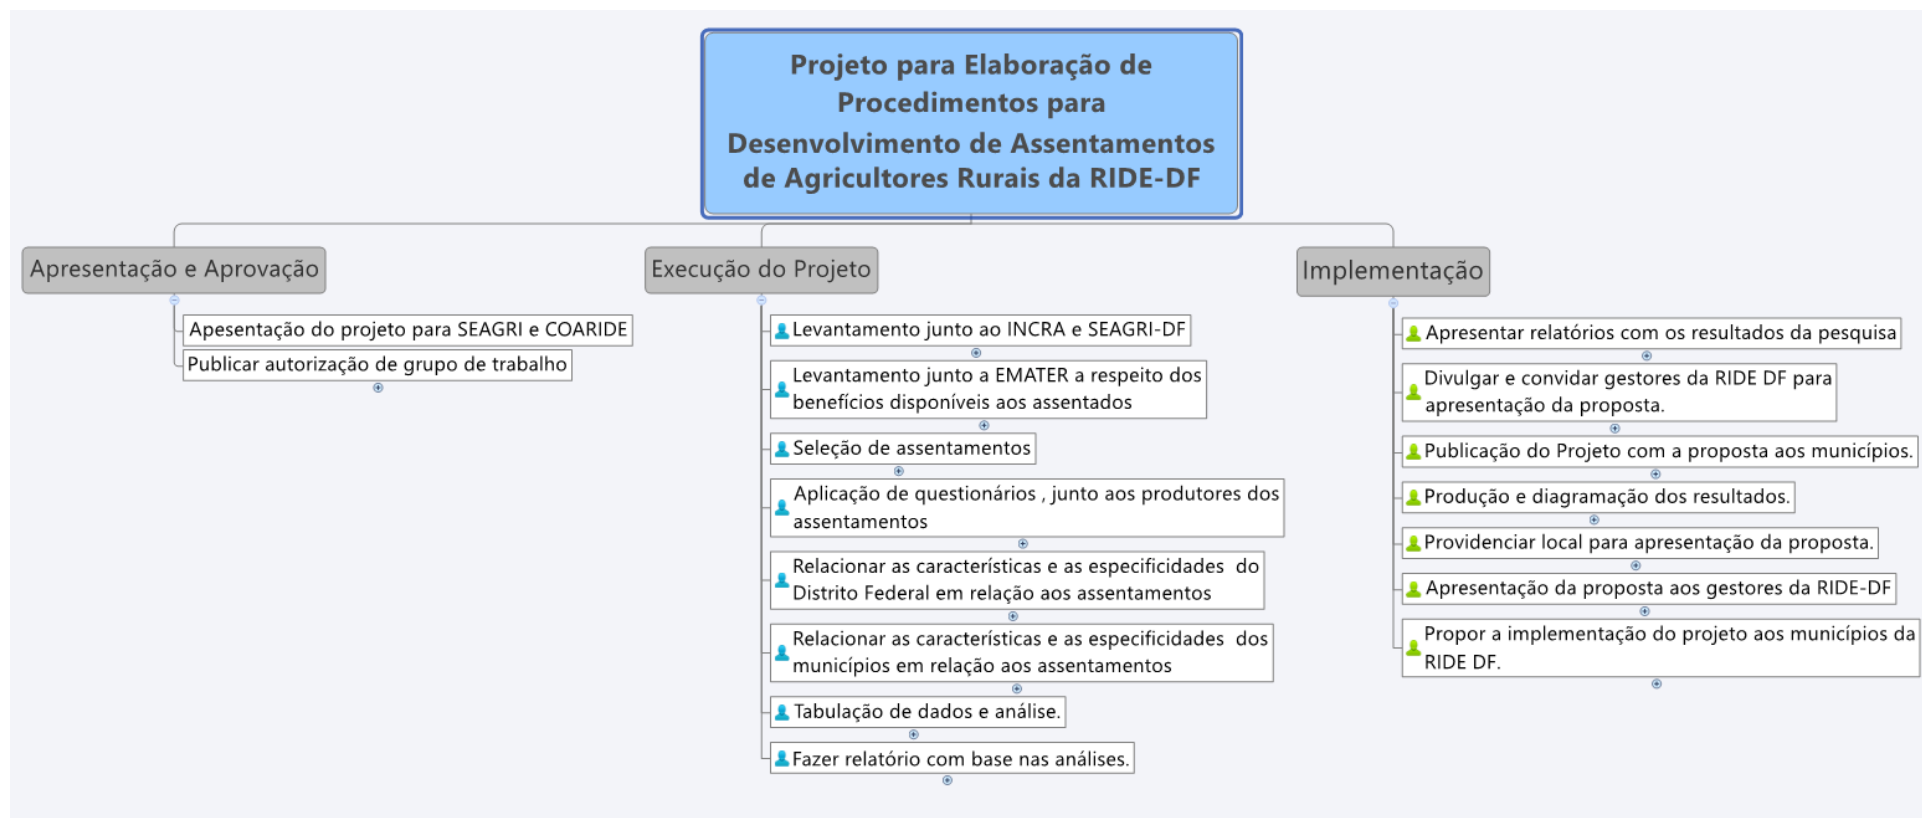 Projeto para Elaboração de
Procedimentos para
Desenvolvimento de Assentamentos
de Agricultores Rurais da RIDE-DF
Apresentação e Aprovação
Apesentação do projeto para SEAGRI e COARIDE
Publicar autorização de grupo de trabalho
Execução do Projeto
Levantamento junto ao INCRA e SEAGRI-DF
Levantamento junto a EMATER a respeito dos
benefícios disponíveis aos assentados
Seleção de assentamentos
Aplicação de questionários , junto aos produtores dos
assentamentos
Relacionar as características e as especificidades  do
Distrito Federal em relação aos assentamentos
Relacionar as características e as especificidades  dos
municípios em relação aos assentamentos
Tabulação de dados e análise.
Fazer relatório com base nas análises.
Implementação
Apresentar relatórios com os resultados da pesquisa
Divulgar e convidar gestores da RIDE DF para
apresentação da proposta.
Publicação do Projeto com a proposta aos municípios.
Produção e diagramação dos resultados.
Providenciar local para apresentação da proposta.
Apresentação da proposta aos gestores da RIDE-DF
Propor a implementação do projeto aos municípios da
RIDE DF.